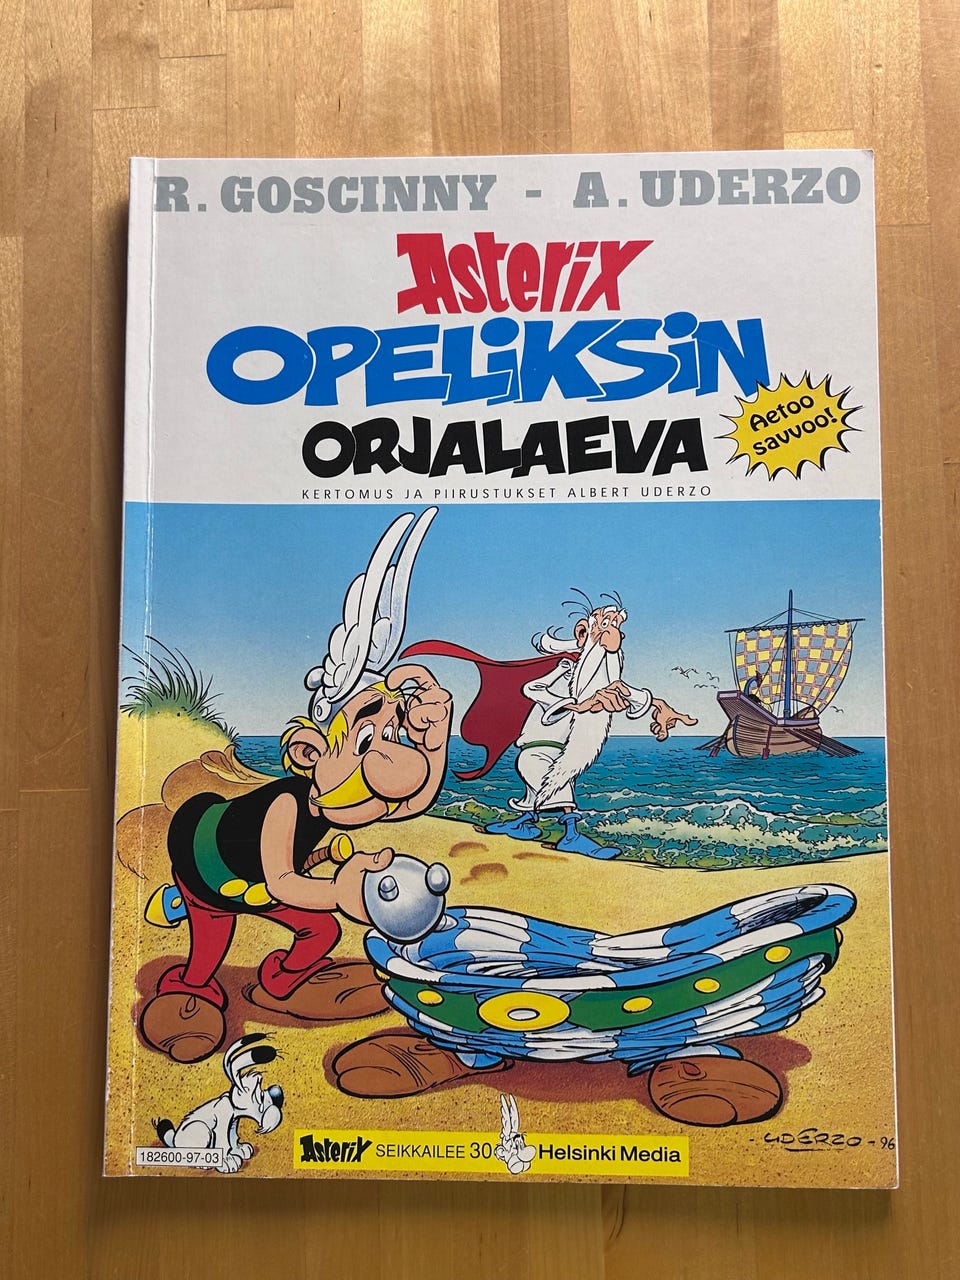 R. GOSCINNY - A. UDERZO
Asterix
OPELiKSiN
ORJALAEVA
Aetoo
savvoo!
KERTOMUS JA PIIRUSTUKSET ALBERT UDERZO
- UDERZO - 96
Asterix SEIKKAILEE 30 Helsinki Media
182600-97-03